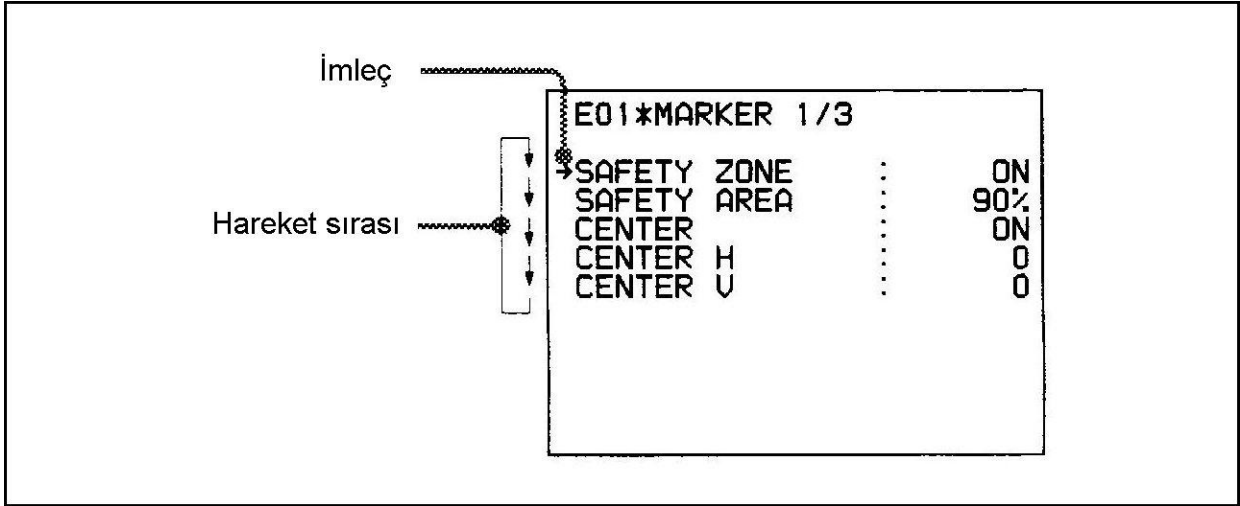 İmleç
E01*MARKER 1/3
→SAFETY ZONE : ON
SAFETY AREA : 90%
CENTER : ON
CENTER H : 0
CENTER V : 0
Hareket sırası